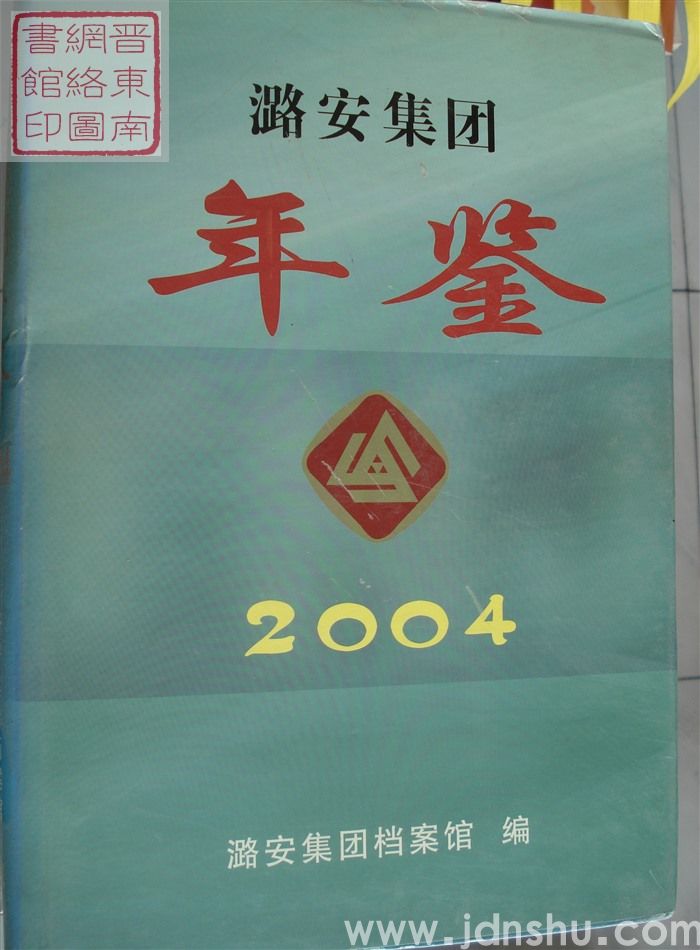 晋東南
網絡圖
書館印
潞安集团
年鉴
2004
潞安集团档案馆 编
www.jdnshu.com